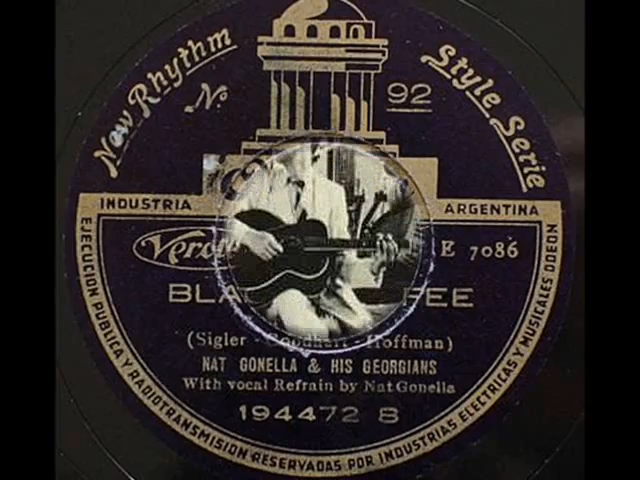 New Rhythm
Style Serie
No 92
INDUSTRIA
ARGENTINA
E 7086
(Sigler - Goodhart - Hoffman)
NAT GONELLA & HIS GEORGIANS
With vocal Refrain by Nat Gonella
194472 B
EJECUCION PUBLICA Y RADIOTRANSMISION RESERVADAS POR INDUSTRIAS ELECTRICAS Y MUSICALES ODEON